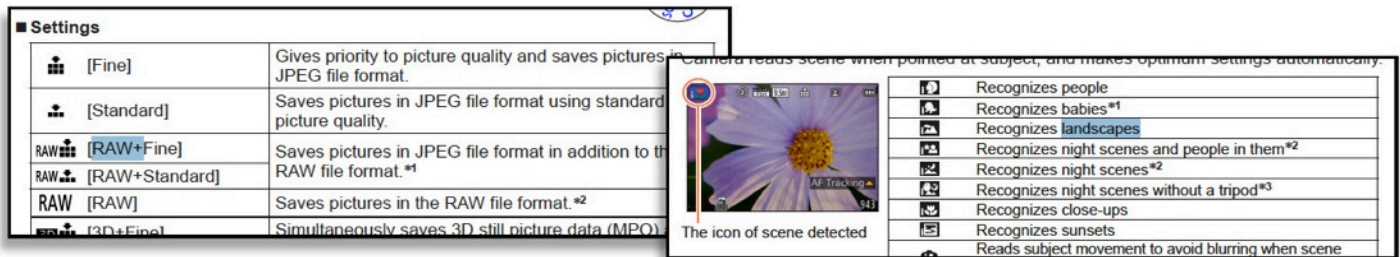 ■ Settings
[Fine]
Gives priority to picture quality and saves pictures in
JPEG file format.
[Standard]
Saves pictures in JPEG file format using standard
picture quality.
RAW [RAW+Fine]
RAW [RAW+Standard]
Saves pictures in JPEG file format in addition to th
RAW file format.*1
RAW [RAW]
Saves pictures in the RAW file format.*2
[3D+Fine]
Simultaneously saves 3D still picture data (MPO)
Camera reads scene when pointed at subject, and makes optimum settings automatically.
AF Tracking
943
The icon of scene detected
Recognizes people
Recognizes babies*1
Recognizes landscapes
Recognizes night scenes and people in them*2
Recognizes night scenes*2
Recognizes night scenes without a tripod*3
Recognizes close-ups
Recognizes sunsets
Reads subject movement to avoid blurring when scene